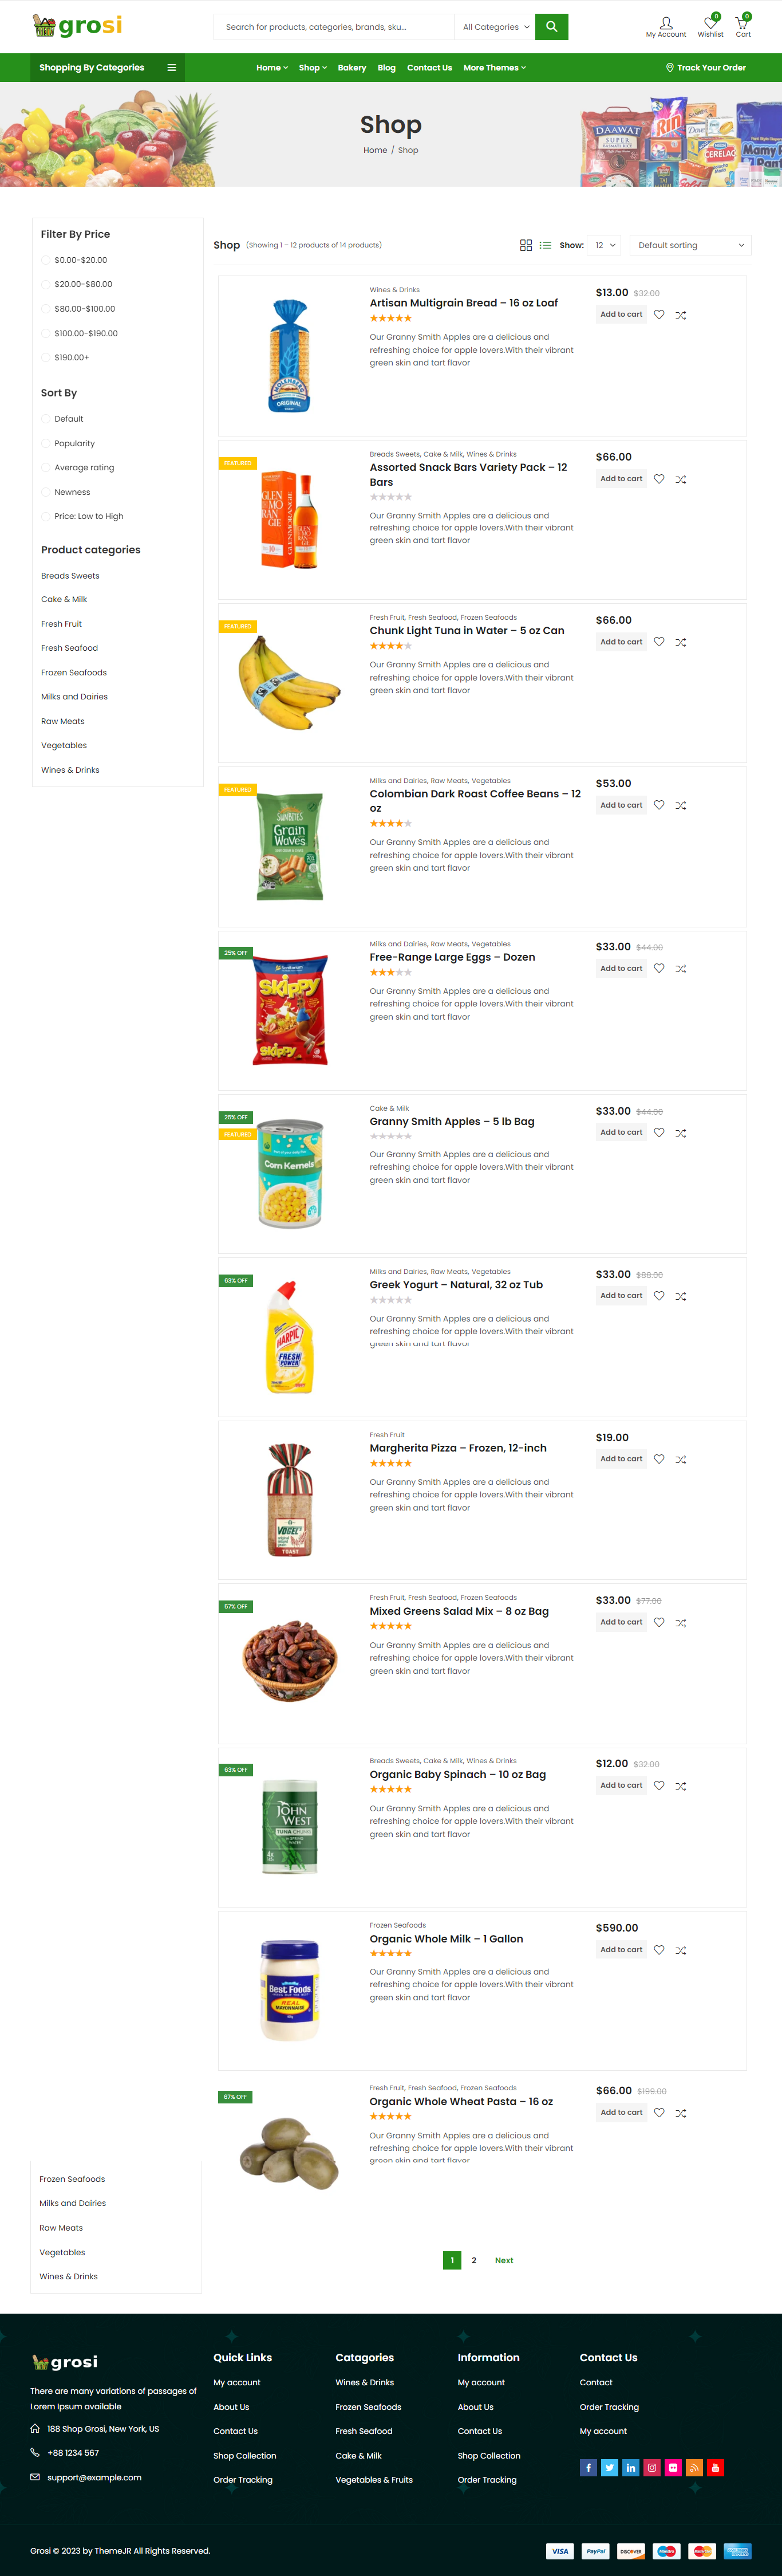 grosi
Search for products, categories, brands, sku...
All Categories
0
0
My Account
Wishlist
Cart
Shopping By Categories
Home
Shop
Bakery
Blog
Contact Us
More Themes
Track Your Order
Shop
Home / Shop
Filter By Price
$0.00-$20.00
$20.00-$80.00
$80.00-$100.00
$100.00-$190.00
$190.00+
Sort By
Default
Popularity
Average rating
Newness
Price: Low to High
Product categories
Breads Sweets
Cake & Milk
Fresh Fruit
Fresh Seafood
Frozen Seafoods
Milks and Dairies
Raw Meats
Vegetables
Wines & Drinks
Shop (Showing 1 – 12 products of 14 products)
Show: 12
Default sorting
Wines & Drinks
Artisan Multigrain Bread – 16 oz Loaf
Our Granny Smith Apples are a delicious and
refreshing choice for apple lovers.With their vibrant
green skin and tart flavor
$13.00 $32.00
Add to cart
FEATURED
Breads Sweets, Cake & Milk, Wines & Drinks
Assorted Snack Bars Variety Pack – 12
Bars
Our Granny Smith Apples are a delicious and
refreshing choice for apple lovers.With their vibrant
green skin and tart flavor
$66.00
Add to cart
FEATURED
Fresh Fruit, Fresh Seafood, Frozen Seafoods
Chunk Light Tuna in Water – 5 oz Can
Our Granny Smith Apples are a delicious and
refreshing choice for apple lovers.With their vibrant
green skin and tart flavor
$66.00
Add to cart
FEATURED
Milks and Dairies, Raw Meats, Vegetables
Colombian Dark Roast Coffee Beans – 12
oz
Our Granny Smith Apples are a delicious and
refreshing choice for apple lovers.With their vibrant
green skin and tart flavor
$53.00
Add to cart
25% OFF
Milks and Dairies, Raw Meats, Vegetables
Free-Range Large Eggs – Dozen
Our Granny Smith Apples are a delicious and
refreshing choice for apple lovers.With their vibrant
green skin and tart flavor
$33.00 $44.00
Add to cart
25% OFF
FEATURED
Cake & Milk
Granny Smith Apples – 5 lb Bag
Our Granny Smith Apples are a delicious and
refreshing choice for apple lovers.With their vibrant
green skin and tart flavor
$33.00 $44.00
Add to cart
63% OFF
Milks and Dairies, Raw Meats, Vegetables
Greek Yogurt – Natural, 32 oz Tub
Our Granny Smith Apples are a delicious and
refreshing choice for apple lovers.With their vibrant
green skin and tart flavor
$33.00 $88.00
Add to cart
Fresh Fruit
Margherita Pizza – Frozen, 12-inch
Our Granny Smith Apples are a delicious and
refreshing choice for apple lovers.With their vibrant
green skin and tart flavor
$19.00
Add to cart
57% OFF
Fresh Fruit, Fresh Seafood, Frozen Seafoods
Mixed Greens Salad Mix – 8 oz Bag
Our Granny Smith Apples are a delicious and
refreshing choice for apple lovers.With their vibrant
green skin and tart flavor
$33.00 $77.00
Add to cart
63% OFF
Breads Sweets, Cake & Milk, Wines & Drinks
Organic Baby Spinach – 10 oz Bag
Our Granny Smith Apples are a delicious and
refreshing choice for apple lovers.With their vibrant
green skin and tart flavor
$12.00 $32.00
Add to cart
Frozen Seafoods
Organic Whole Milk – 1 Gallon
Our Granny Smith Apples are a delicious and
refreshing choice for apple lovers.With their vibrant
green skin and tart flavor
$590.00
Add to cart
67% OFF
Fresh Fruit, Fresh Seafood, Frozen Seafoods
Organic Whole Wheat Pasta – 16 oz
Our Granny Smith Apples are a delicious and
refreshing choice for apple lovers.With their vibrant
green skin and tart flavor
$66.00 $199.00
Add to cart
Frozen Seafoods
Milks and Dairies
Raw Meats
Vegetables
Wines & Drinks
1 2 Next
grosi
There are many variations of passages of
Lorem Ipsum available
188 Shop Grosi, New York, US
+88 1234 567
support@example.com
Quick Links
My account
About Us
Contact Us
Shop Collection
Order Tracking
Catagories
Wines & Drinks
Frozen Seafoods
Fresh Seafood
Cake & Milk
Vegetables & Fruits
Information
My account
About Us
Contact Us
Shop Collection
Order Tracking
Contact Us
Contact
Order Tracking
My account
Grosi © 2023 by ThemeJR All Rights Reserved.
VISA
PayPal
DISCOVER